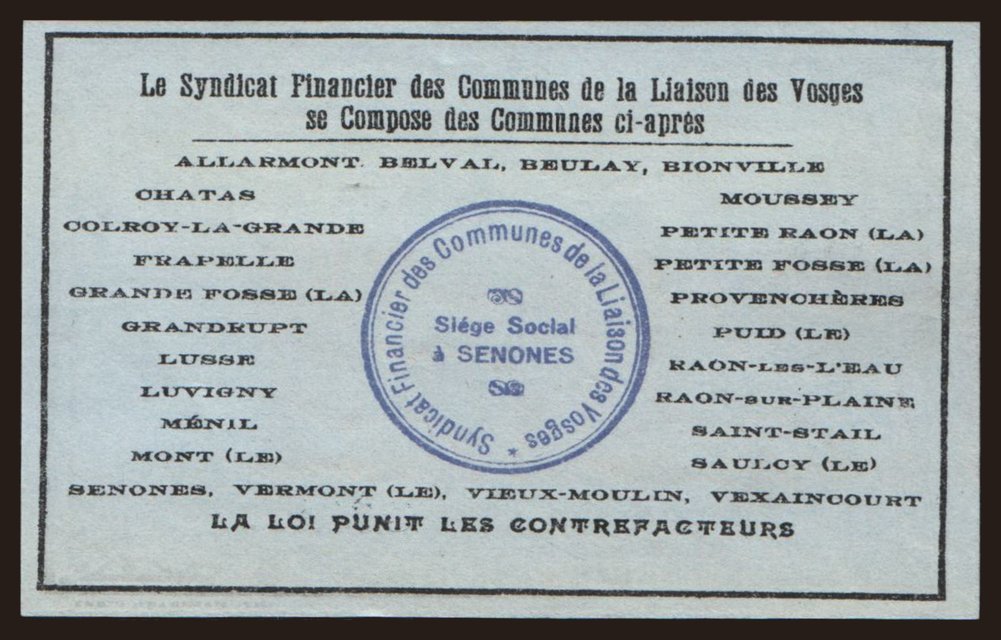 Le Syndicat Financier des Communes de la Liaison des Vosges
se Compose des Communes ci-après
ALLARMONT. BELVAL, BEULAY, BIONVILLE
CHATAS
COLROY-LA-GRANDE
FRAPELLE
GRANDE FOSSE (LA)
GRANDRUPT
LUSSE
LUVIGNY
MÉNIL
MONT (LE)
Syndicat Financier des Communes de la Liaison des Vosges *
Siége Social
à SENONES
MOUSSEY
PETITE RAON (LA)
PETITE FOSSE (LA)
PROVENCHÈRES
PUID (LE)
RAON-LES-L'EAU
RAON-SUR-PLAINE
SAINT-STAIL
SAULCY (LE)
SENONES, VERMONT (LE), VIEUX-MOULIN, VEXAINCOURT
LA LOI PUNIT LES CONTREFACTEURS